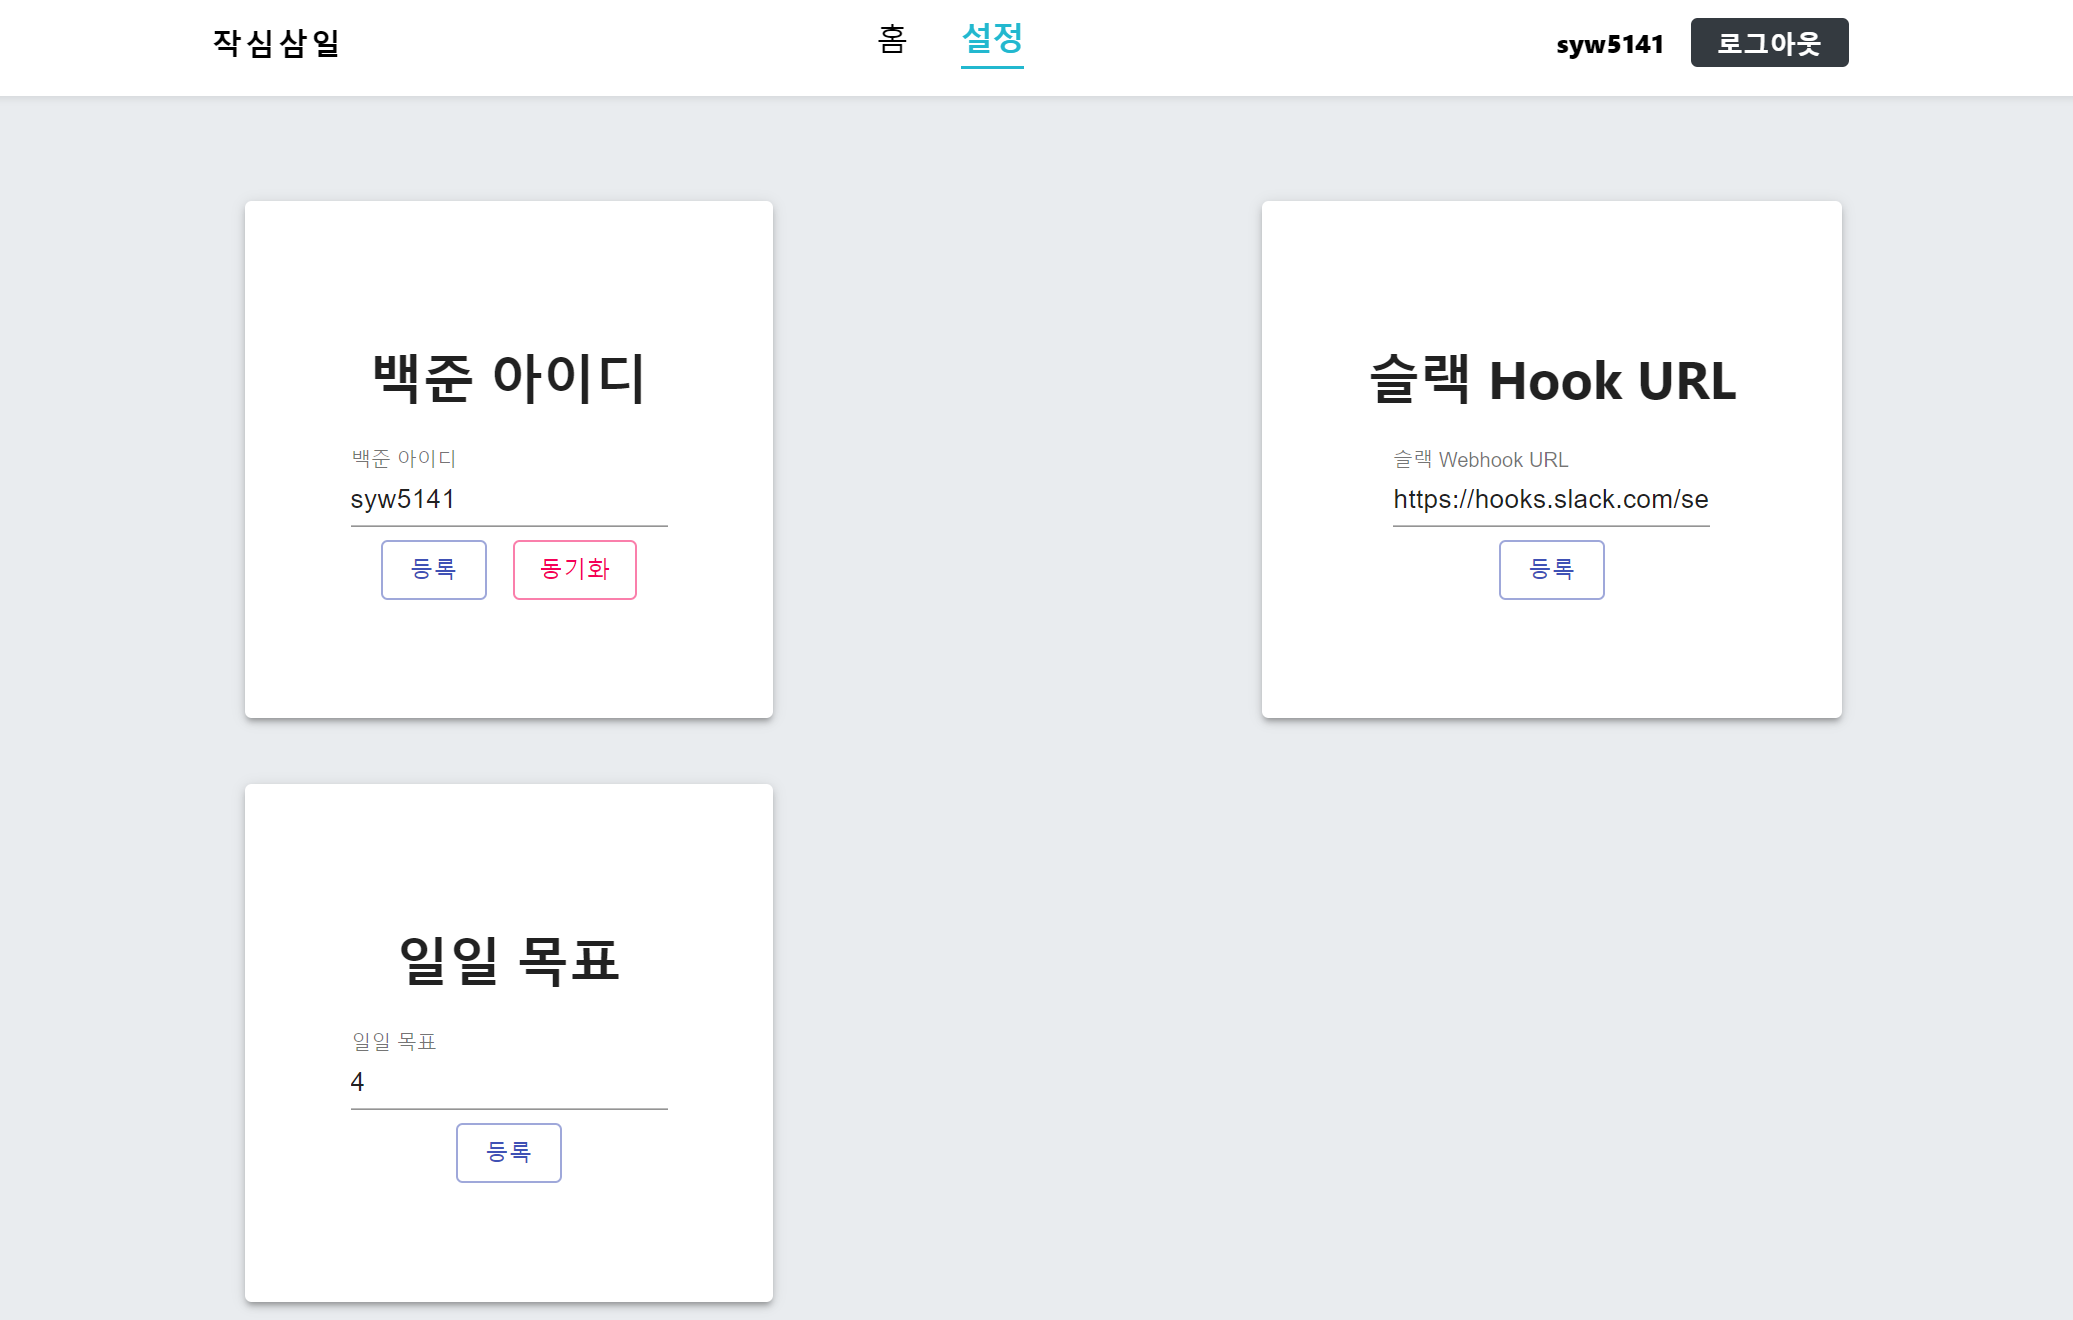 작심삼일
홈 설정
syw5141 로그아웃
백준 아이디
백준 아이디
syw5141
등록 동기화
슬랙 Hook URL
슬랙 Webhook URL
https://hooks.slack.com/se
등록
일일 목표
일일 목표
4
등록